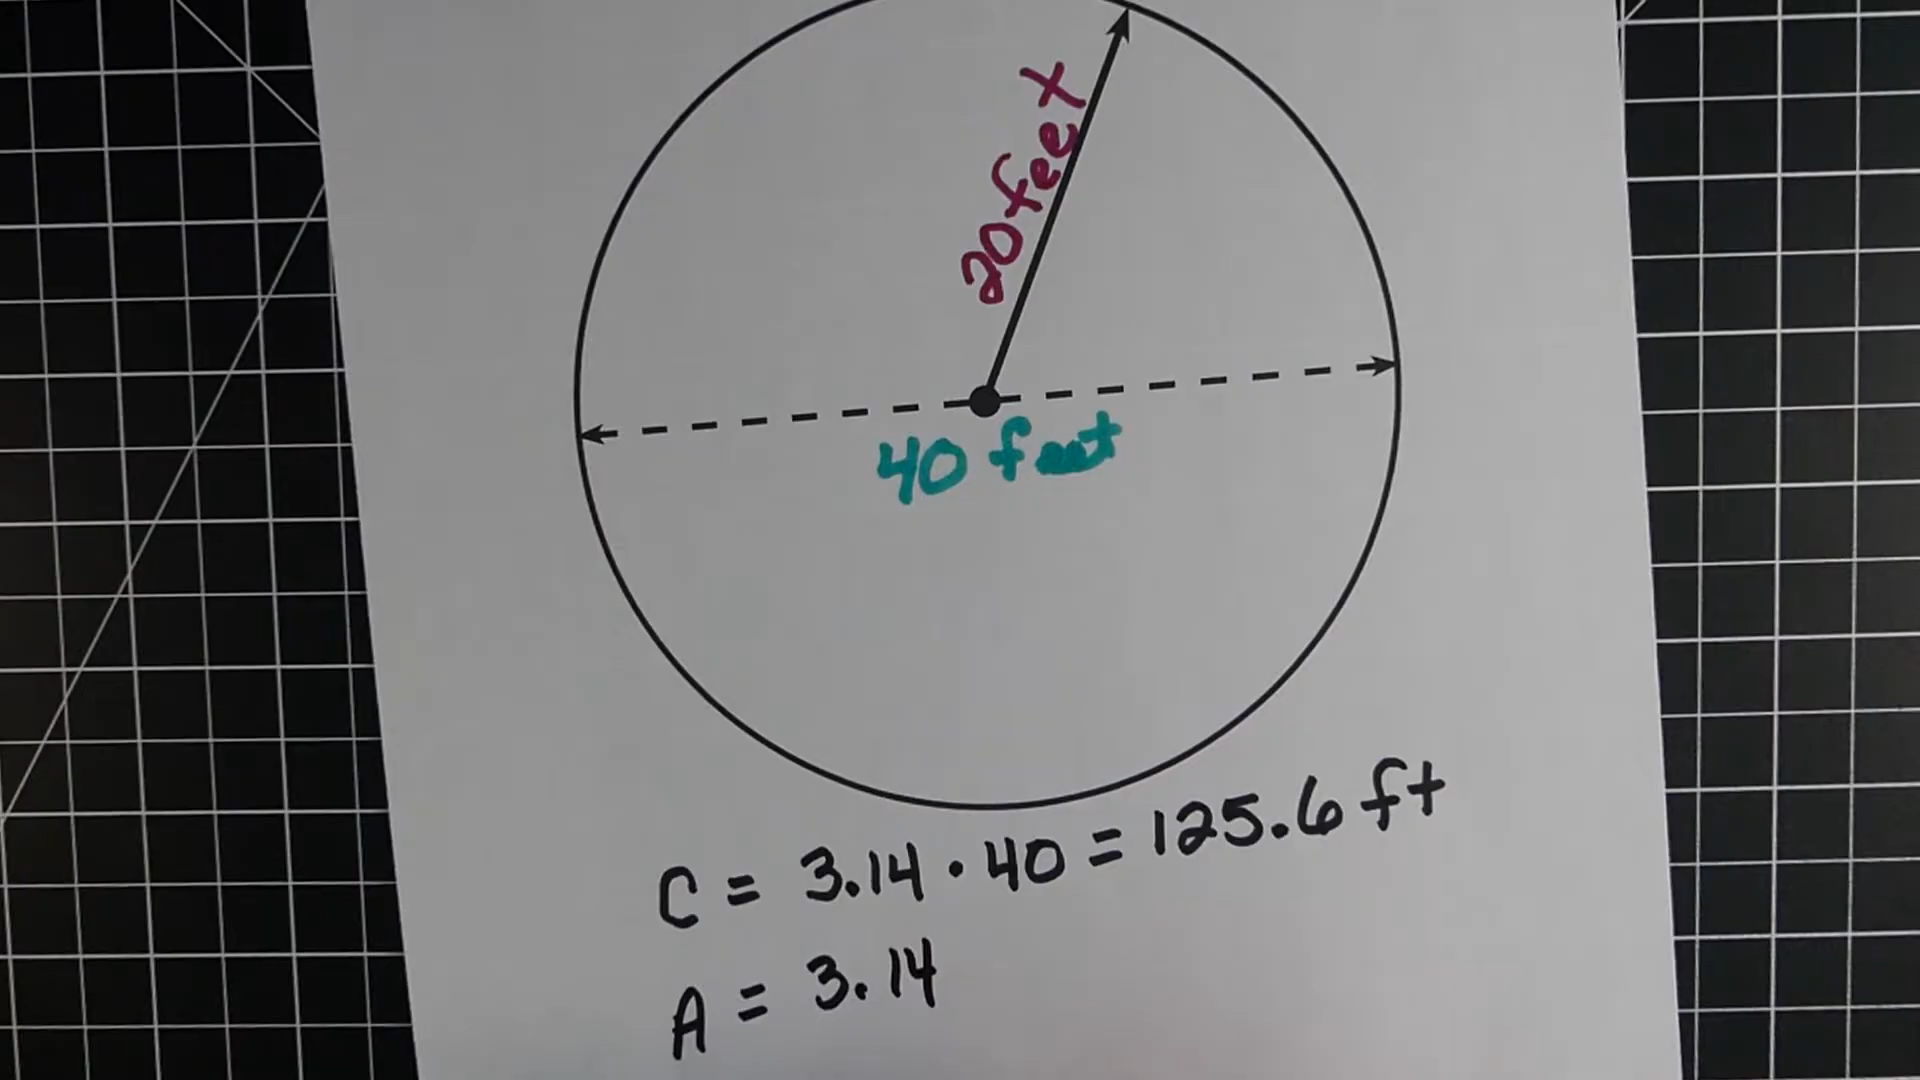 20 feet
40 feet
C = 3.14 · 40 = 125.6 ft
A = 3.14